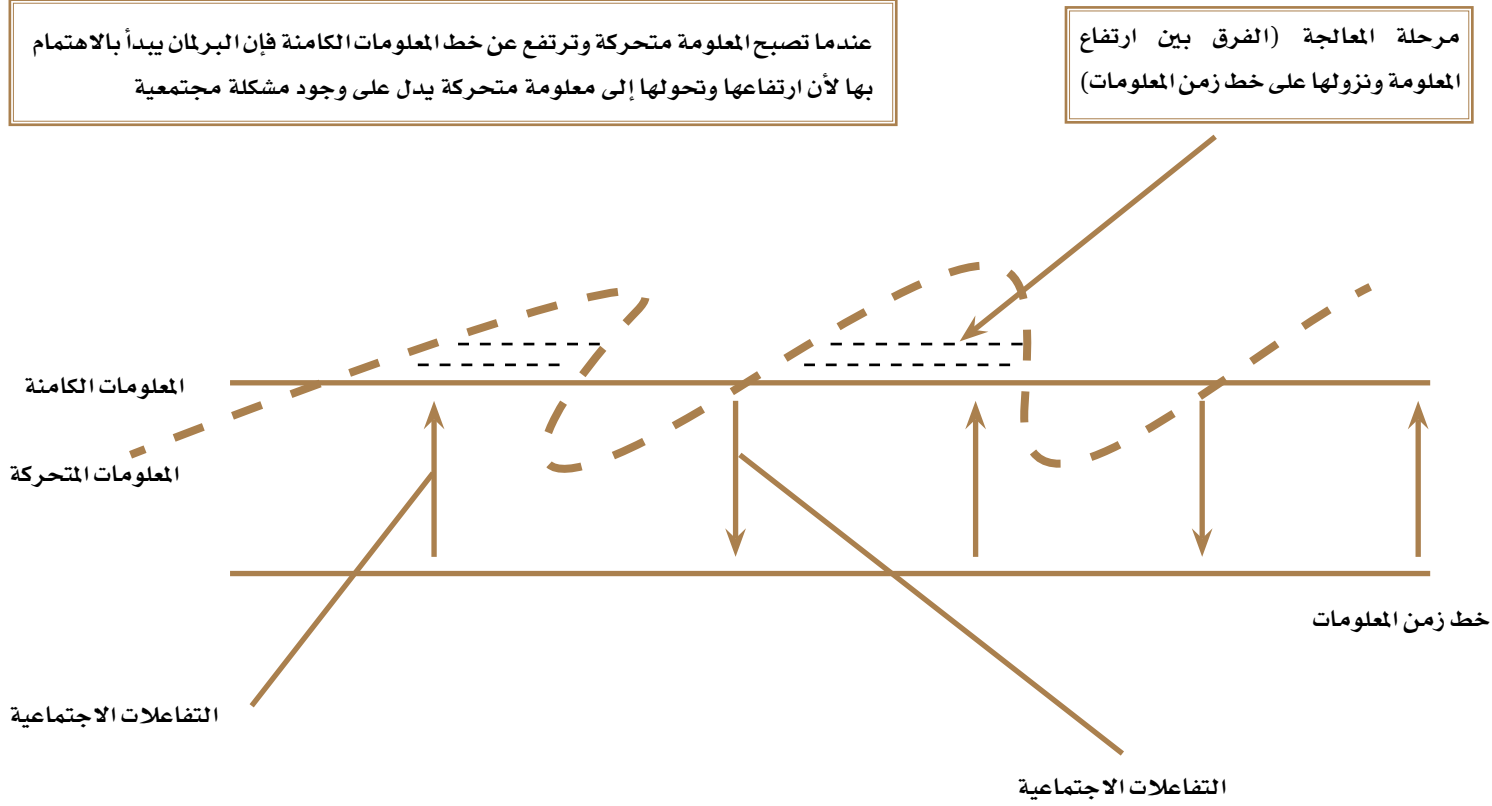 مرحلة المعالجة (الفرق بين ارتفاع
المعلومة ونزولها على خط زمن المعلومات)
عندما تصبح المعلومة متحركة وترتفع عن خط المعلومات الكامنة فإن البرلمان يبدأ بالاهتمام
بها لأن ارتفاعها وتحولها إلى معلومة متحركة يدل على وجود مشكلة مجتمعية
المعلومات الكامنة
المعلومات المتحركة
خط زمن المعلومات
التفاعلات الاجتماعية
التفاعلات الاجتماعية